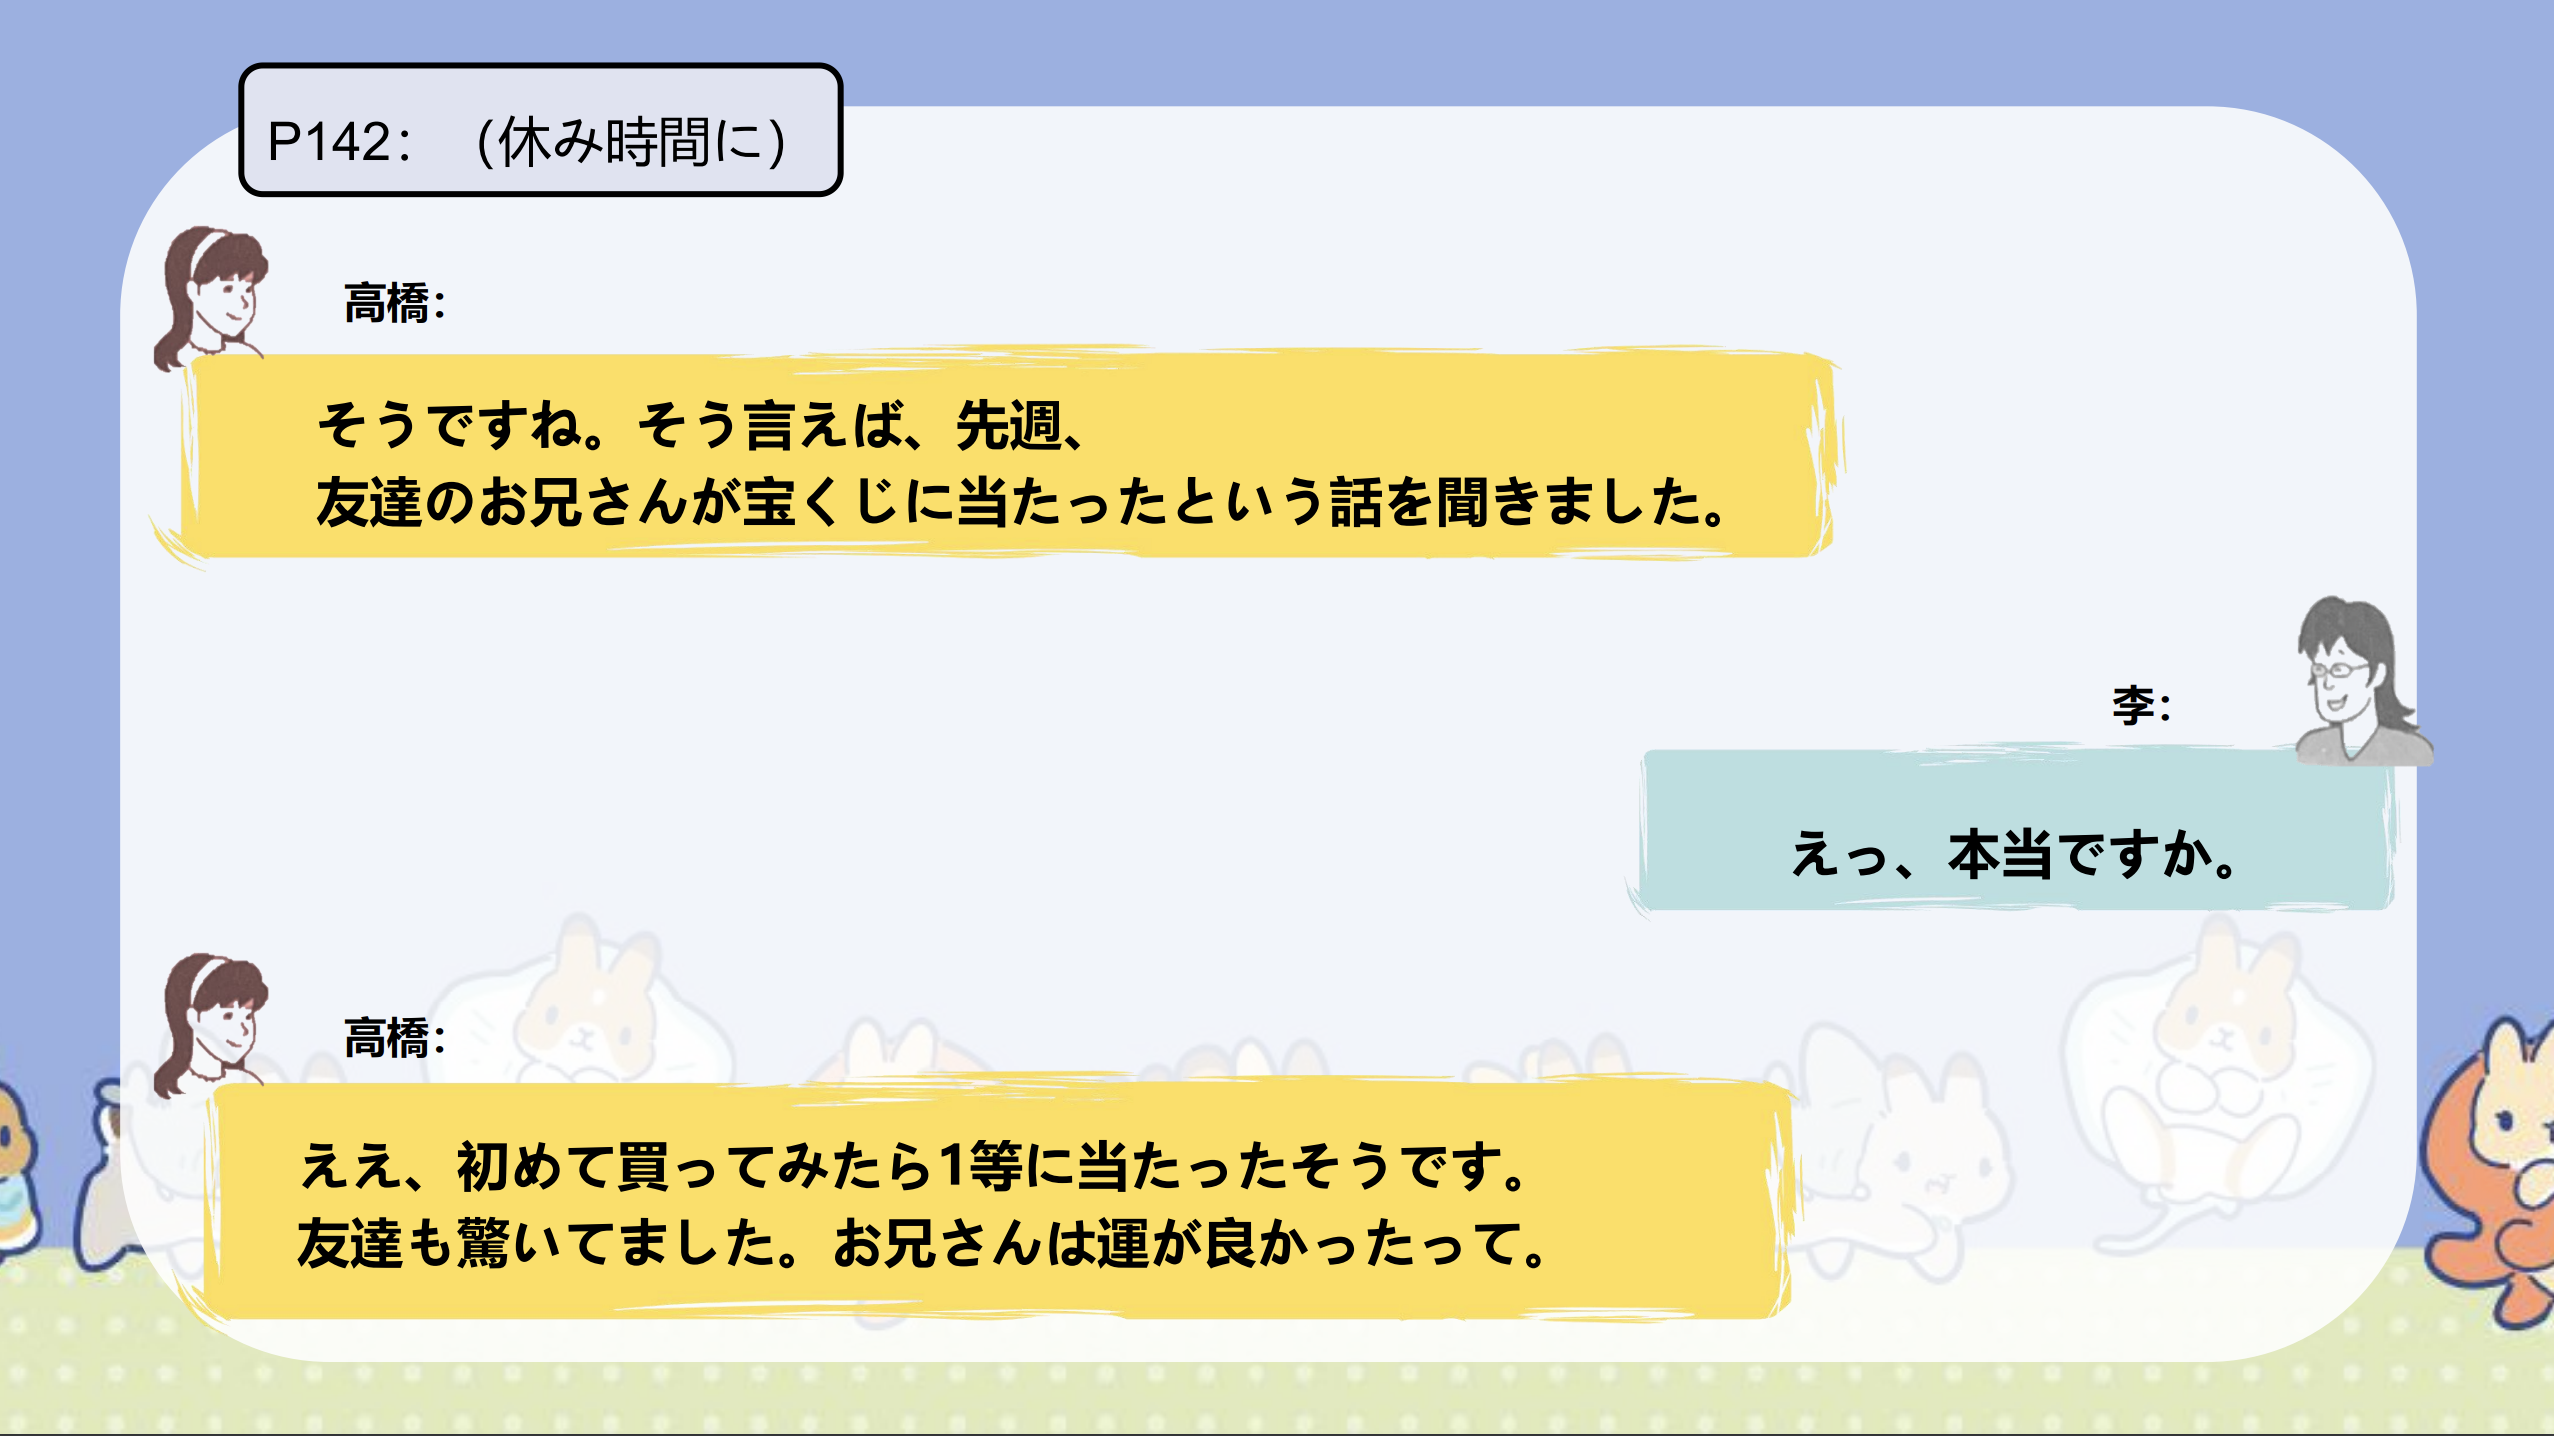 P142：（休み時間に）
高橋：
そうですね。そう言えば、先週、
友達のお兄さんが宝くじに当たったという話を聞きました。
李：
えっ、本当ですか。
高橋：
ええ、初めて買ってみたら1等に当たったそうです。
友達も驚いてました。お兄さんは運が良かったって。